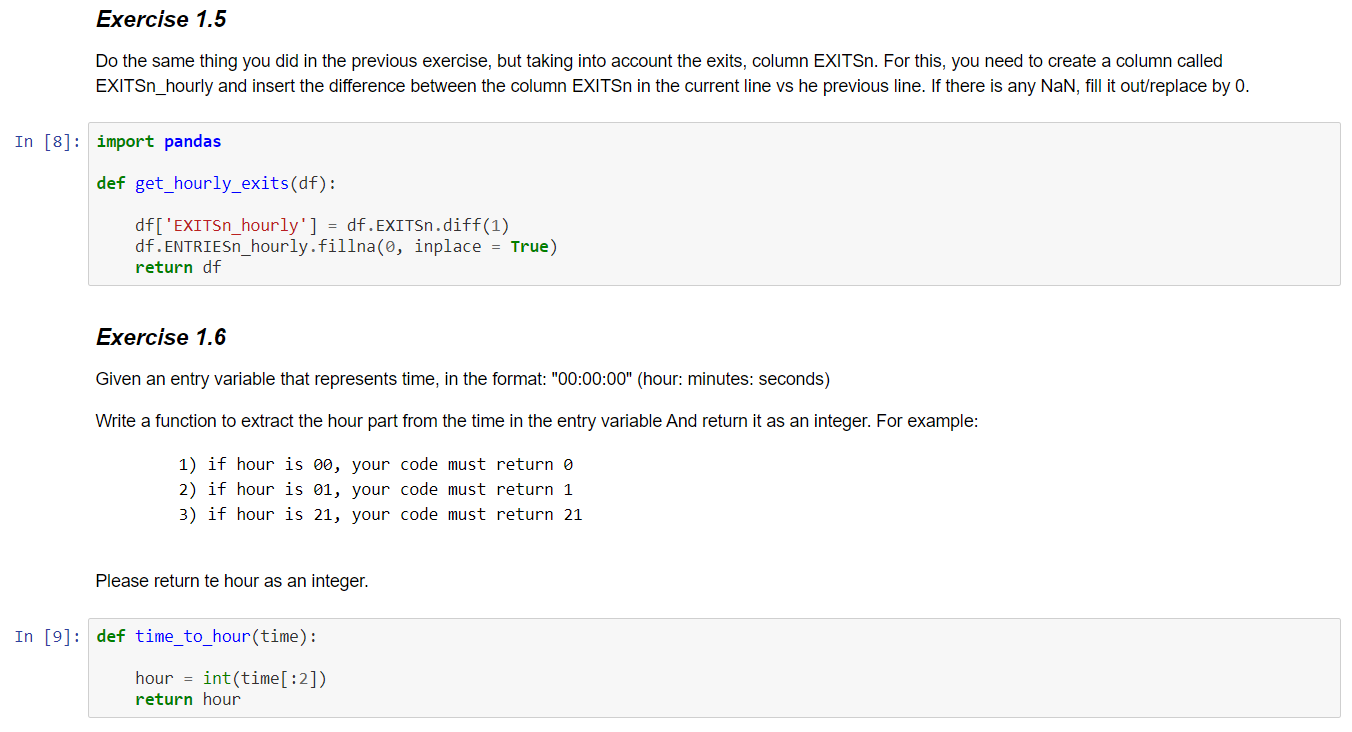 Exercise 1.5
Do the same thing you did in the previous exercise, but taking into account the exits, column EXITSn. For this, you need to create a column called
EXITSn_hourly and insert the difference between the column EXITSn in the current line vs he previous line. If there is any NaN, fill it out/replace by 0.
In [8]: import pandas
def get_hourly_exits(df):
df['EXITSn_hourly'] = df.EXITSn.diff(1)
df.ENTRIESn_hourly.fillna(0, inplace = True)
return df
Exercise 1.6
Given an entry variable that represents time, in the format: "00:00:00" (hour: minutes: seconds)
Write a function to extract the hour part from the time in the entry variable And return it as an integer. For example:
1) if hour is 00, your code must return 0
2) if hour is 01, your code must return 1
3) if hour is 21, your code must return 21
Please return te hour as an integer.
In [9]: def time_to_hour(time):
hour = int(time[:2])
return hour